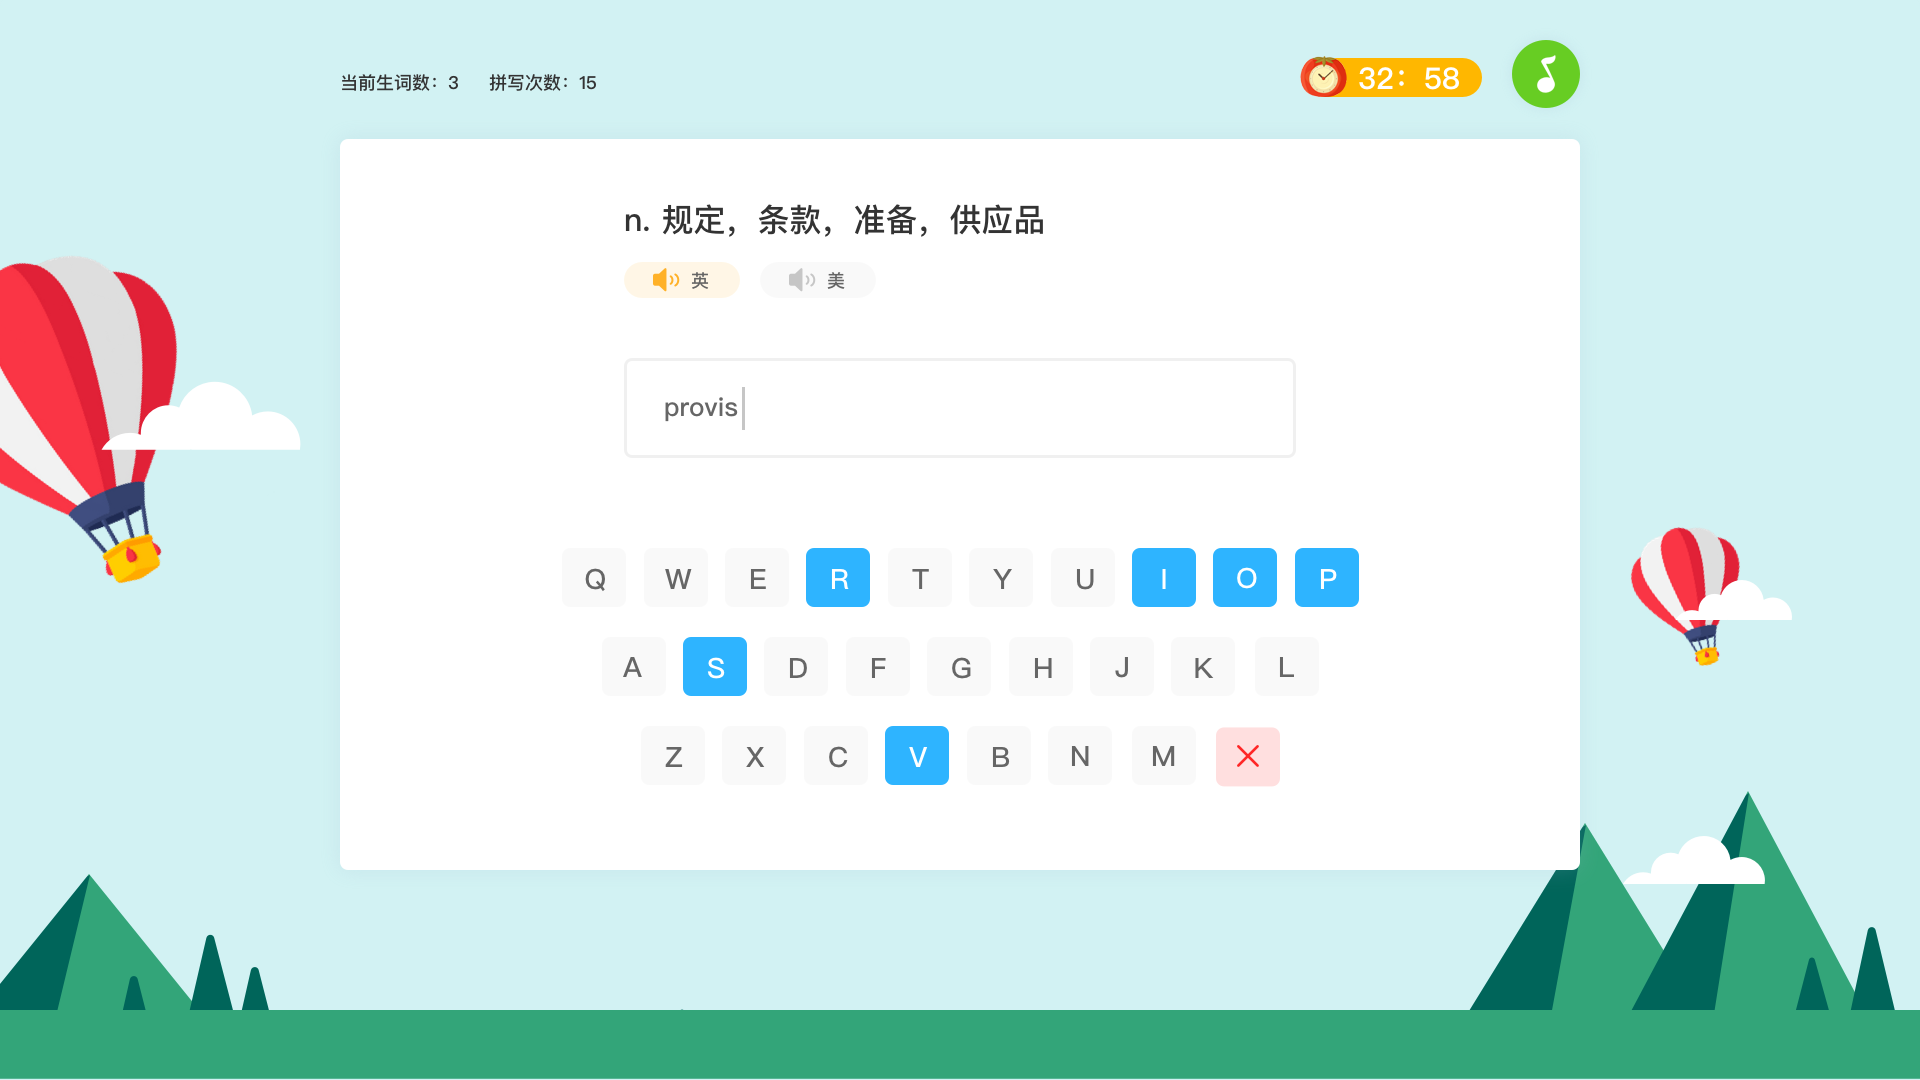 当前生词数：3 拼写次数：15
32：58
n. 规定，条款，准备，供应品
英 美
provis
Q W E R T Y U I O P
A S D F G H J K L
Z X C V B N M